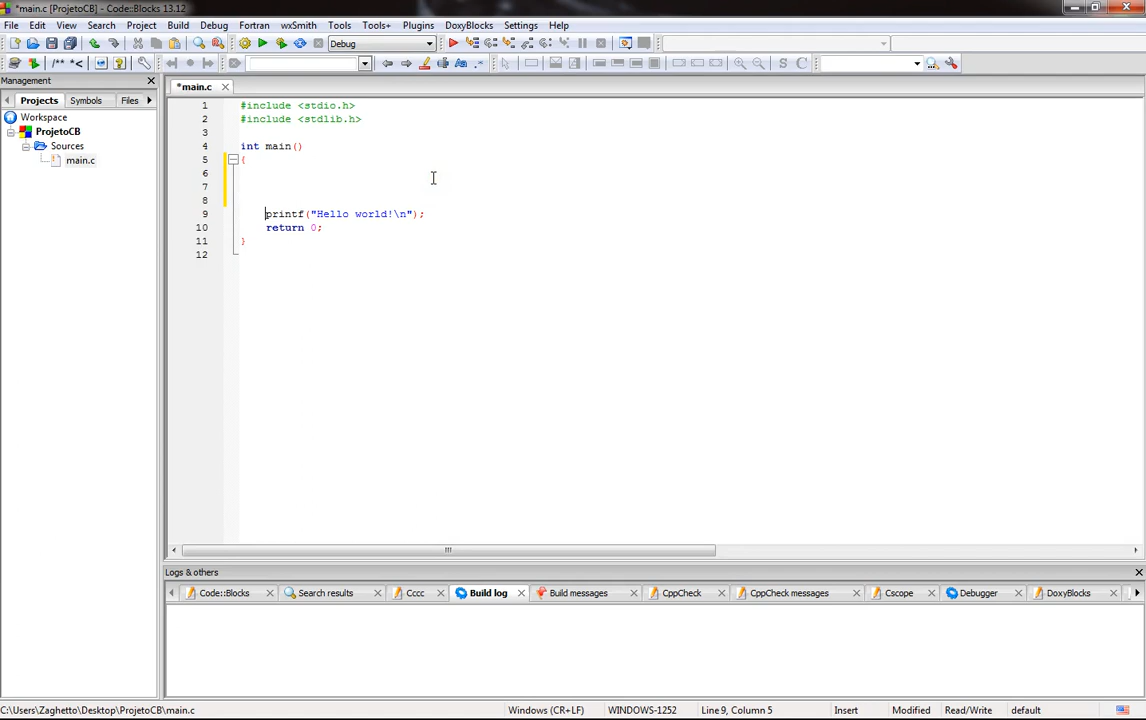 *main.c [ProjetoCB] - Code::Blocks 13.12
File Edit View Search Project Build Debug Fortran wxSmith Tools Tools+ Plugins DoxyBlocks Settings Help
Debug
/** *<
S C
Management
Projects Symbols Files
*main.c
Workspace
ProjetoCB
Sources
main.c
1 #include <stdio.h>
2 #include <stdlib.h>
3
4 int main()
5 {
6
7
8
9 printf("Hello world!\n");
10 return 0;
11 }
12
Logs & others
Code::Blocks Search results Cccc Build log Build messages CppCheck CppCheck messages Cscope Debugger DoxyBlocks
C:\Users\Zaghetto\Desktop\ProjetoCB\main.c Windows (CR+LF) WINDOWS-1252 Line 9, Column 5 Insert Modified Read/Write default